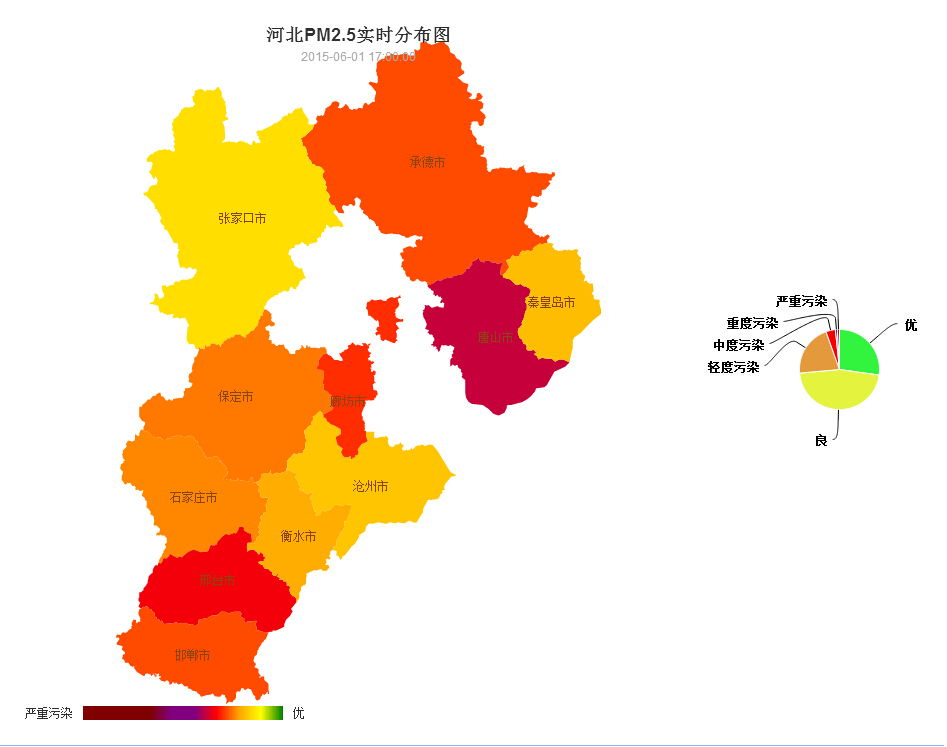 河北PM2.5实时分布图
2015-06-01 17:00:00
承德市
张家口市
秦皇岛市
唐山市
保定市
廊坊市
沧州市
石家庄市
衡水市
邢台市
邯郸市
严重污染
优
严重污染
重度污染
中度污染
轻度污染
优
良